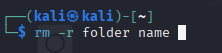 ┌──(kali㉿kali)-[~]
└─$ rm -r folder name